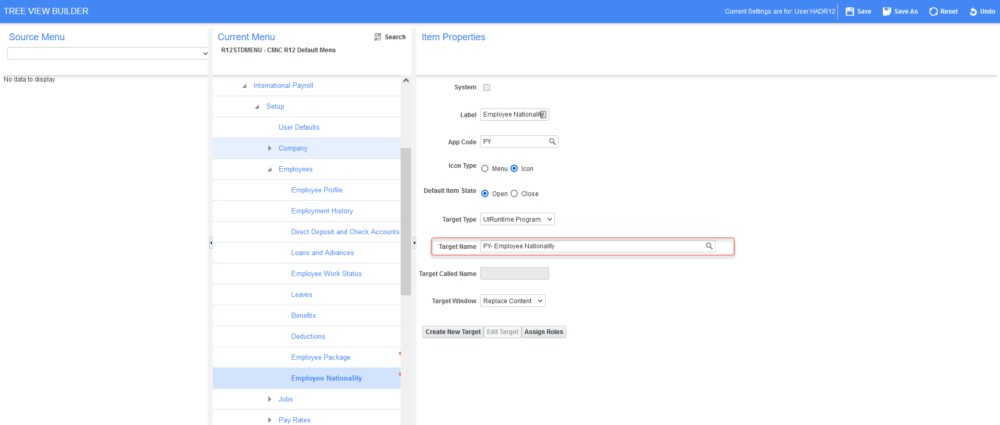 TREE VIEW BUILDER
Current Settings are for: User HADR12
Save
Save As
Reset
Undo
Source Menu
No data to display
Current Menu
Search
R12STDMENU - CMiC R12 Default Menu
International Payroll
Setup
User Defaults
Company
Employees
Employee Profile
Employment History
Direct Deposit and Check Accounts
Loans and Advances
Employee Work Status
Leaves
Benefits
Deductions
Employee Package
Employee Nationality
Jobs
Pay Rates
Item Properties
System
Label Employee Nationality
App Code PY
Icon Type Menu Icon
Default Item State Open Close
Target Type UIRuntime Program
Target Name PY- Employee Nationality
Target Called Name
Target Window Replace Content
Create New Target Edit Target Assign Roles